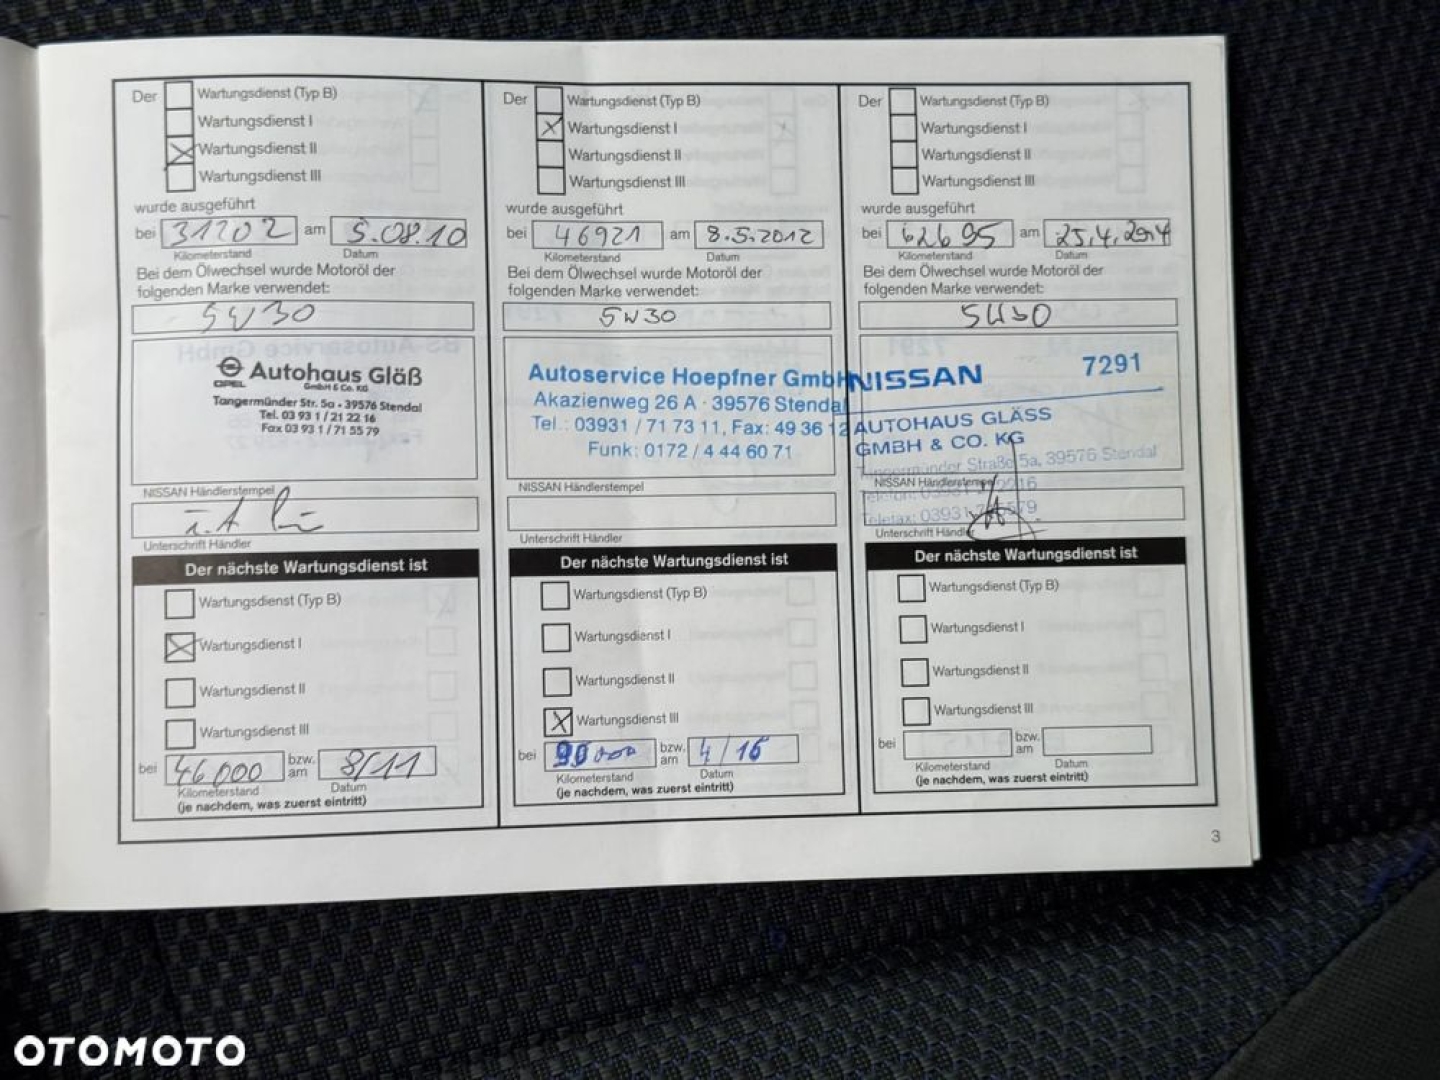 Der
Wartungsdienst (Typ B)
Wartungsdienst I
Wartungsdienst II
Wartungsdienst III
wurde ausgeführt
bei 31202 am 5.08.10
Kilometerstand Datum
Bei dem Ölwechsel wurde Motoröl der
folgenden Marke verwendet:
5W30
OPEL
Autohaus Gläß
GmbH & Co. KG
Tangermünder Str. 5a • 39576 Stendal
Tel. 03 93 1 / 21 22 16
Fax 03 93 1 / 71 55 79
NISSAN Händlerstempel
Unterschrift Händler
Der nächste Wartungsdienst ist
Wartungsdienst (Typ B)
Wartungsdienst I
Wartungsdienst II
Wartungsdienst III
bei 46000 bzw. am 8/11
Kilometerstand Datum
(je nachdem, was zuerst eintritt)
Der
Wartungsdienst (Typ B)
Wartungsdienst I
Wartungsdienst II
Wartungsdienst III
wurde ausgeführt
bei 46921 am 8.5.2012
Kilometerstand Datum
Bei dem Ölwechsel wurde Motoröl der
folgenden Marke verwendet:
5W30
Autoservice Hoepfner GmbH
Akazienweg 26 A · 39576 Stendal
Tel.: 03931 / 71 73 11, Fax: 49 36 12
Funk: 0172 / 4 44 60 71
NISSAN Händlerstempel
Unterschrift Händler
Der nächste Wartungsdienst ist
Wartungsdienst (Typ B)
Wartungsdienst I
Wartungsdienst II
Wartungsdienst III
bei bzw. am 4/15
Kilometerstand Datum
(je nachdem, was zuerst eintritt)
Der
Wartungsdienst (Typ B)
Wartungsdienst I
Wartungsdienst II
Wartungsdienst III
wurde ausgeführt
bei 62695 am 25.4.2014
Kilometerstand Datum
Bei dem Ölwechsel wurde Motoröl der
folgenden Marke verwendet:
5W30
NISSAN 7291
AUTOHAUS GLÄSS
GMBH & CO. KG
Tangermünder Straße 5a, 39576 Stendal
NISSAN Händlerstempel
Telefon: 03931
Telefax: 03931
Unterschrift Händler
Der nächste Wartungsdienst ist
Wartungsdienst (Typ B)
Wartungsdienst I
Wartungsdienst II
Wartungsdienst III
bei bzw. am
Kilometerstand Datum
(je nachdem, was zuerst eintritt)
3
OTOMOTO